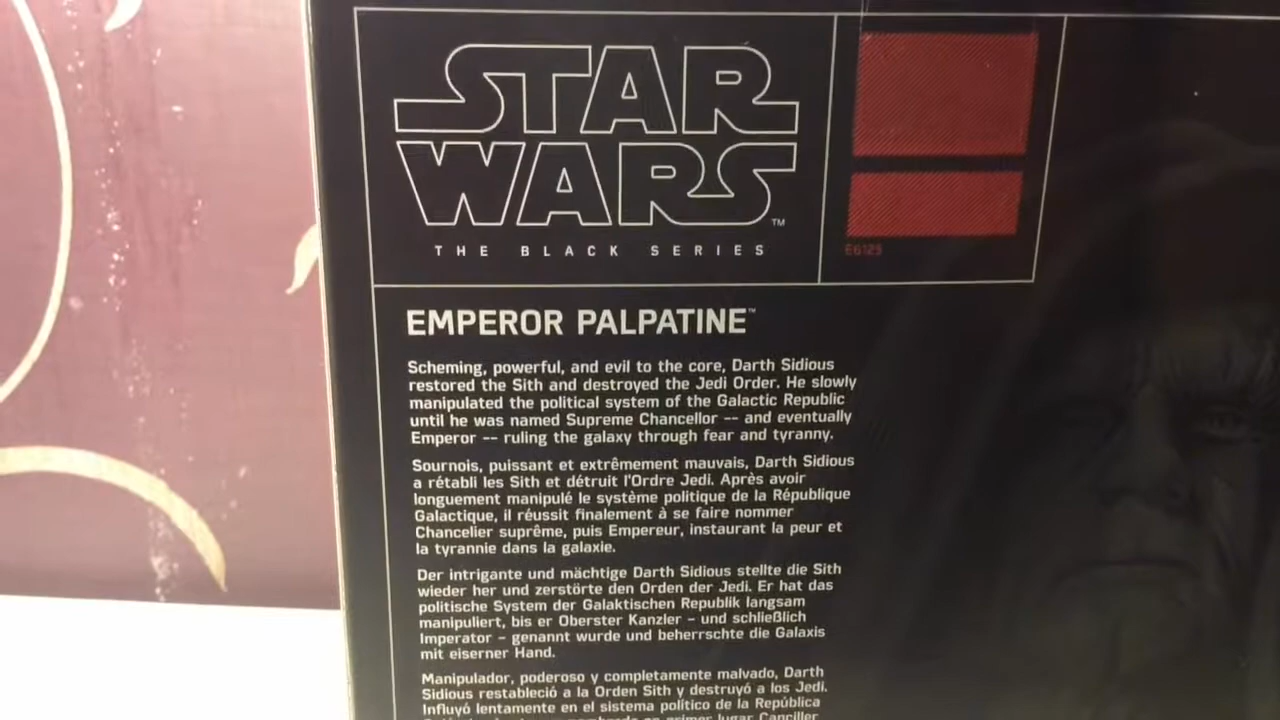 STAR
WARS™
THE BLACK SERIES
E6125
EMPEROR PALPATINE™
Scheming, powerful, and evil to the core, Darth Sidious
restored the Sith and destroyed the Jedi Order. He slowly
manipulated the political system of the Galactic Republic
until he was named Supreme Chancellor -- and eventually
Emperor -- ruling the galaxy through fear and tyranny.
Sournois, puissant et extrêmement mauvais, Darth Sidious
a rétabli les Sith et détruit l'Ordre Jedi. Après avoir
longuement manipulé le système politique de la République
Galactique, il réussit finalement à se faire nommer
Chancelier suprême, puis Empereur, instaurant la peur et
la tyrannie dans la galaxie.
Der intrigante und mächtige Darth Sidious stellte die Sith
wieder her und zerstörte den Orden der Jedi. Er hat das
politische System der Galaktischen Republik langsam
manipuliert, bis er Oberster Kanzler – und schließlich
Imperator – genannt wurde und beherrschte die Galaxis
mit eiserner Hand.
Manipulador, poderoso y completamente malvado, Darth
Sidious restableció a la Orden Sith y destruyó a los Jedi.
Influyó lentamente en el sistema político de la República
primer lugar Canciller